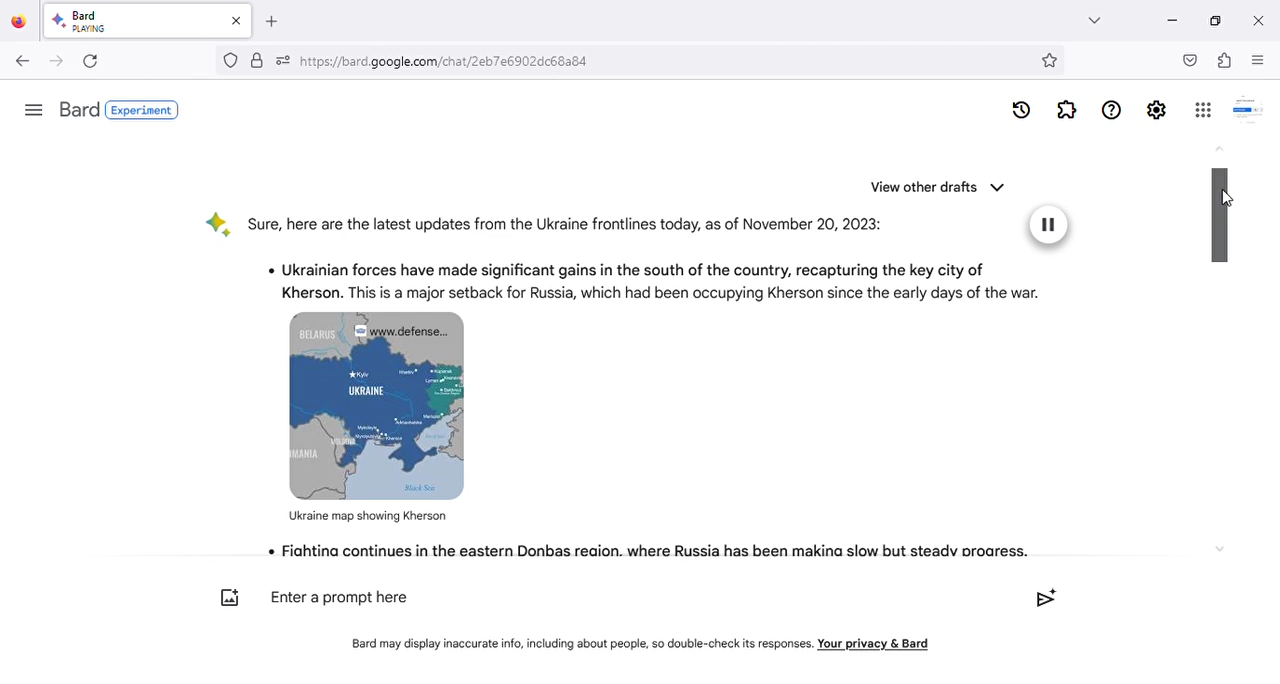 Bard
PLAYING
https://bard.google.com/chat/2eb7e6902dc68a84
Bard Experiment
View other drafts
Sure, here are the latest updates from the Ukraine frontlines today, as of November 20, 2023:
• Ukrainian forces have made significant gains in the south of the country, recapturing the key city of
Kherson. This is a major setback for Russia, which had been occupying Kherson since the early days of the war.
www.defense...
BELARUS
Kyiv
UKRAINE
Kherson
Black Sea
Ukraine map showing Kherson
• Fighting continues in the eastern Donbas region, where Russia has been making slow but steady progress.
Enter a prompt here
Bard may display inaccurate info, including about people, so double-check its responses. Your privacy & Bard